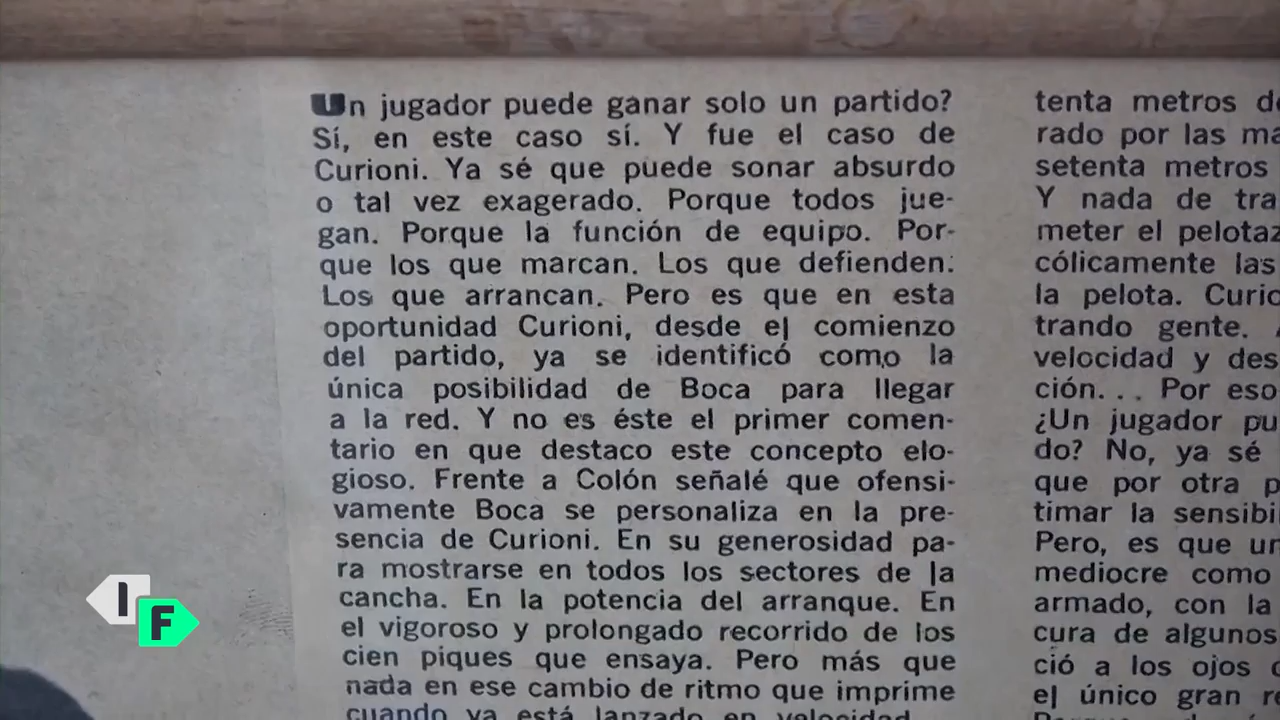 Un jugador puede ganar solo un partido?
Sí, en este caso sí. Y fue el caso de
Curioni. Ya sé que puede sonar absurdo
o tal vez exagerado. Porque todos jue-
gan. Porque la función de equipo. Por-
que los que marcan. Los que defienden.
Los que arrancan. Pero es que en esta
oportunidad Curioni, desde el comienzo
del partido, ya se identificó como la
única posibilidad de Boca para llegar
a la red. Y no es éste el primer comen-
tario en que destaco este concepto elo-
gioso. Frente a Colón señalé que ofensi-
vamente Boca se personaliza en la pre-
sencia de Curioni. En su generosidad pa-
ra mostrarse en todos los sectores de la
cancha. En la potencia del arranque. En
el vigoroso y prolongado recorrido de los
cien piques que ensaya. Pero más que
nada en ese cambio de ritmo que imprime
cuando ya está lanzado en velocidad.
tenta metros de
rado por las
setenta metros
Y nada de
meter el
cólicamente las
la pelota.
trando gente.
velocidad y
ción... Por eso
¿Un jugador
do? No, ya sé
que por otra
timar la
Pero, es que
mediocre como
armado, con la
cura de algunos
ció a los ojos
el único gran
I
F